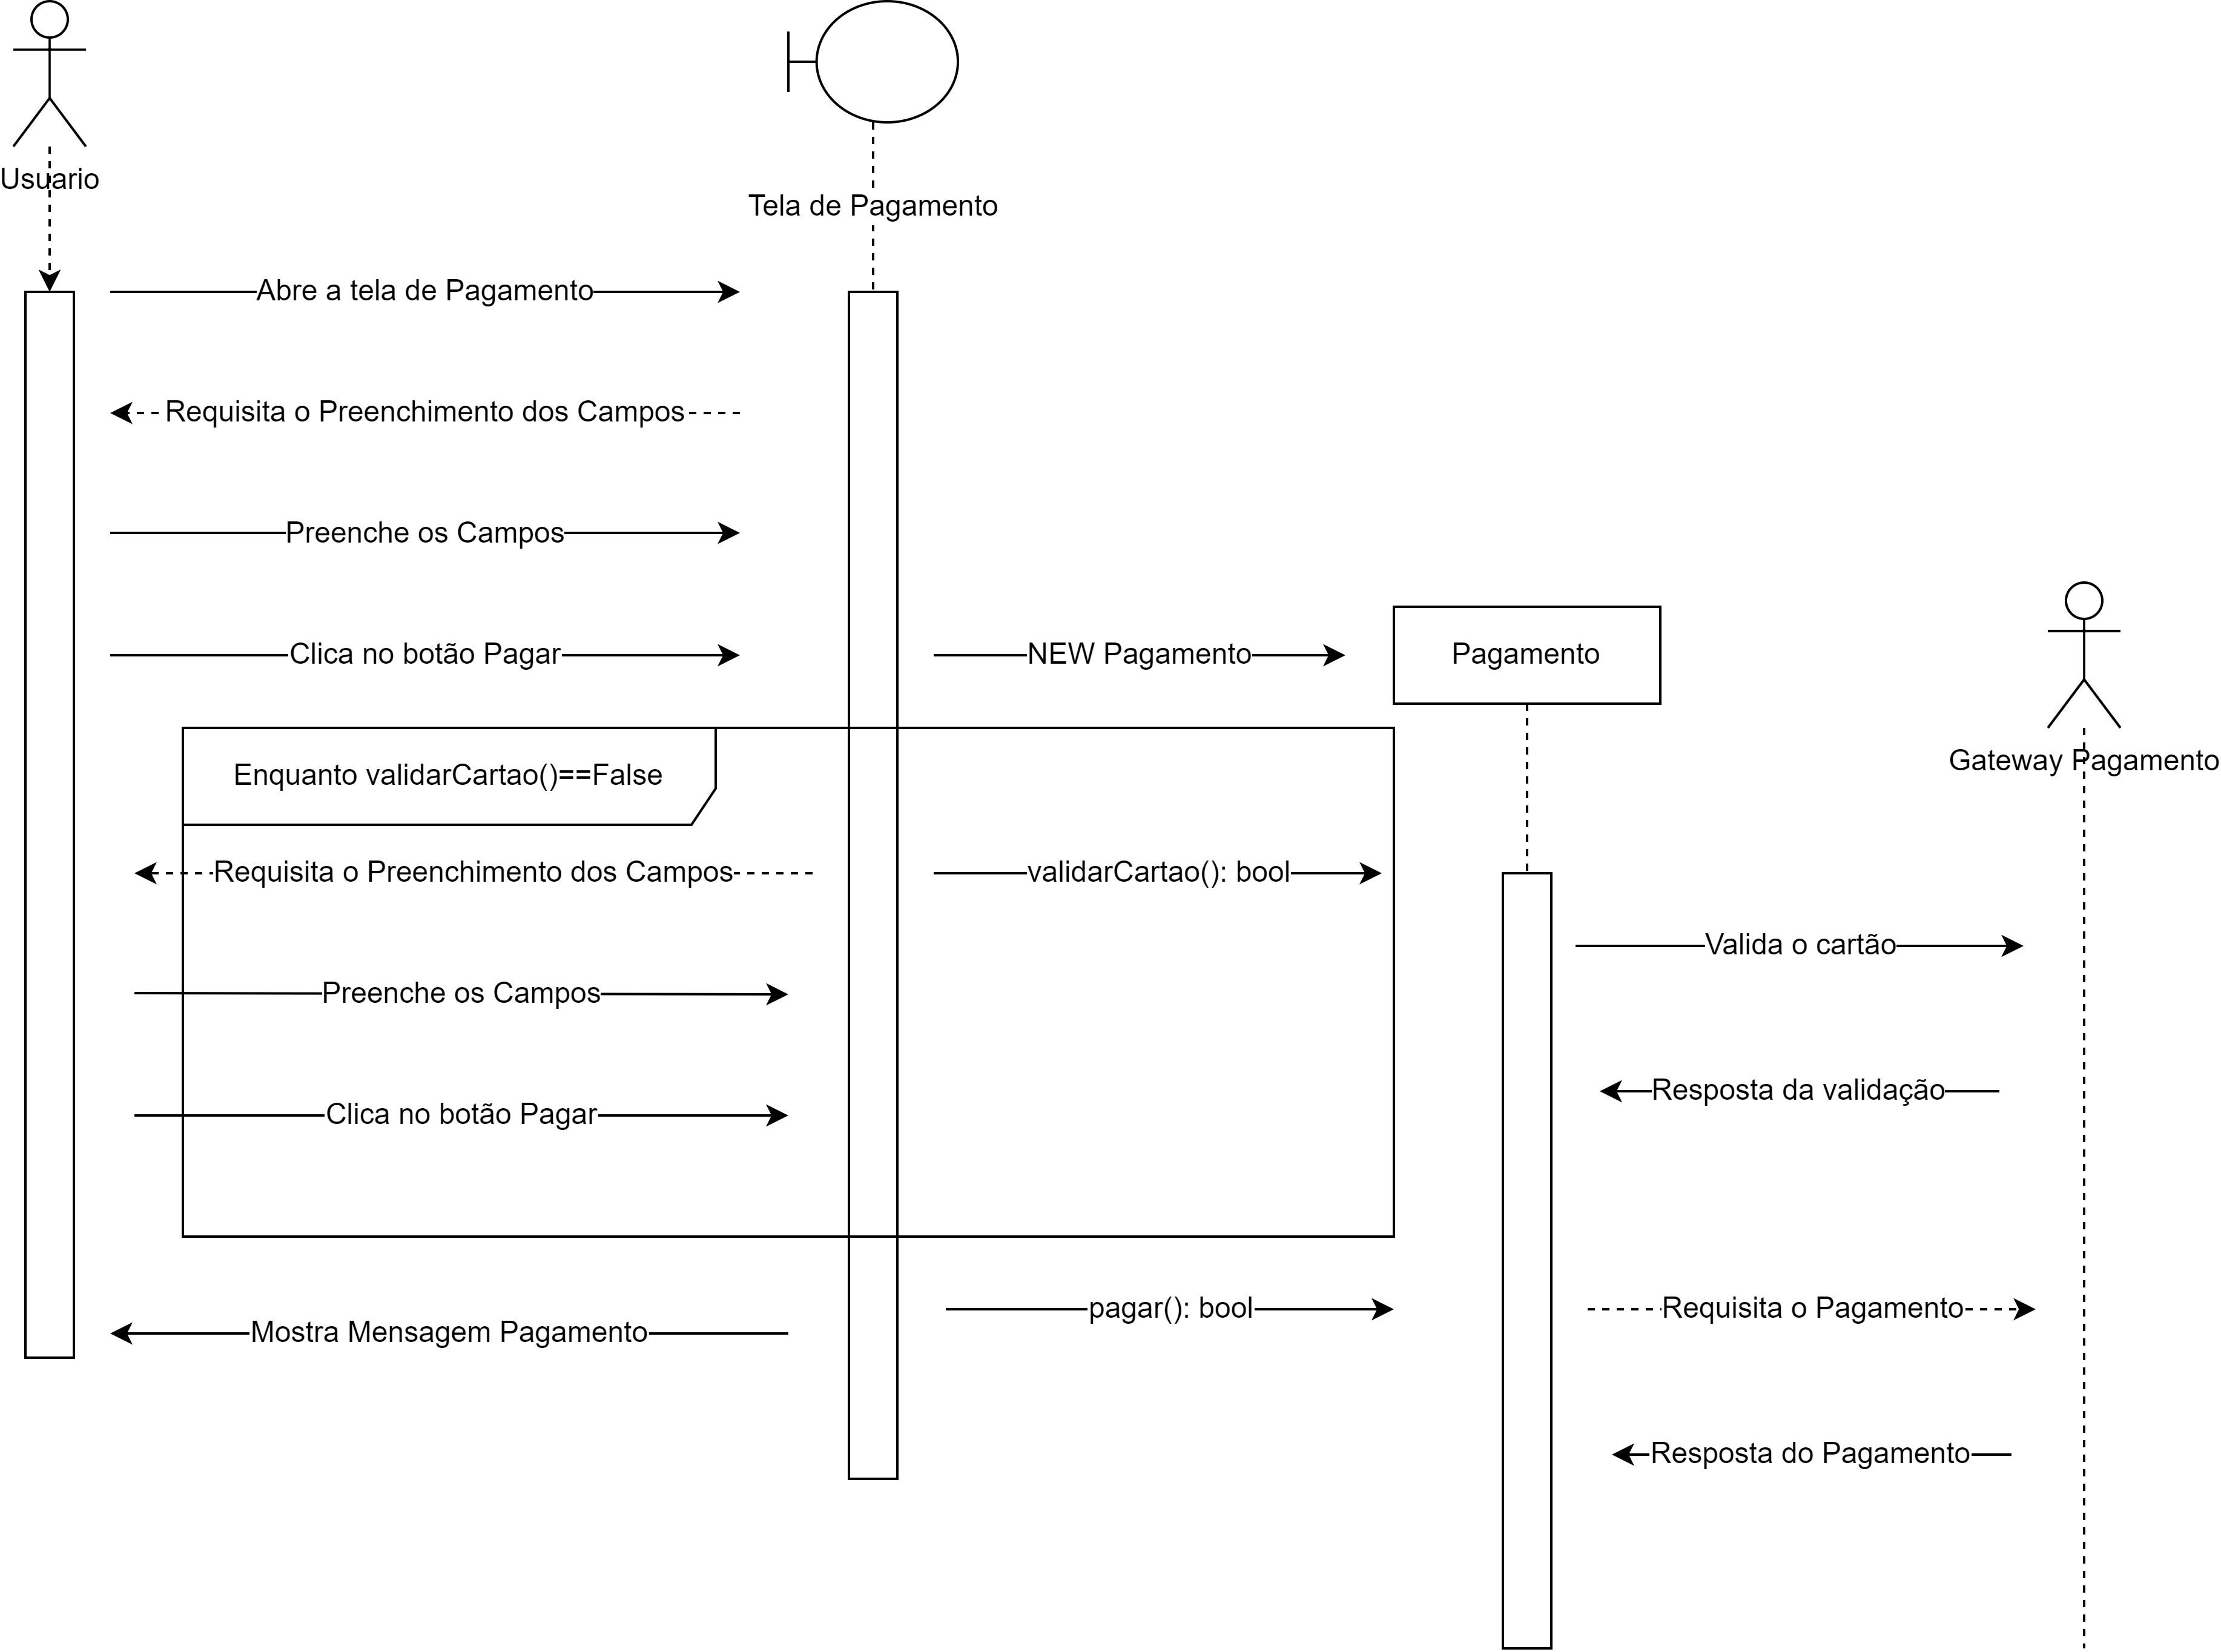 Usuario
Tela de Pagamento
Abre a tela de Pagamento
Requisita o Preenchimento dos Campos
Preenche os Campos
Clica no botão Pagar
NEW Pagamento
Pagamento
Gateway Pagamento
Enquanto validarCartao()==False
Requisita o Preenchimento dos Campos
validarCartao(): bool
Valida o cartão
Preenche os Campos
Resposta da validação
Clica no botão Pagar
pagar(): bool
Requisita o Pagamento
Mostra Mensagem Pagamento
Resposta do Pagamento